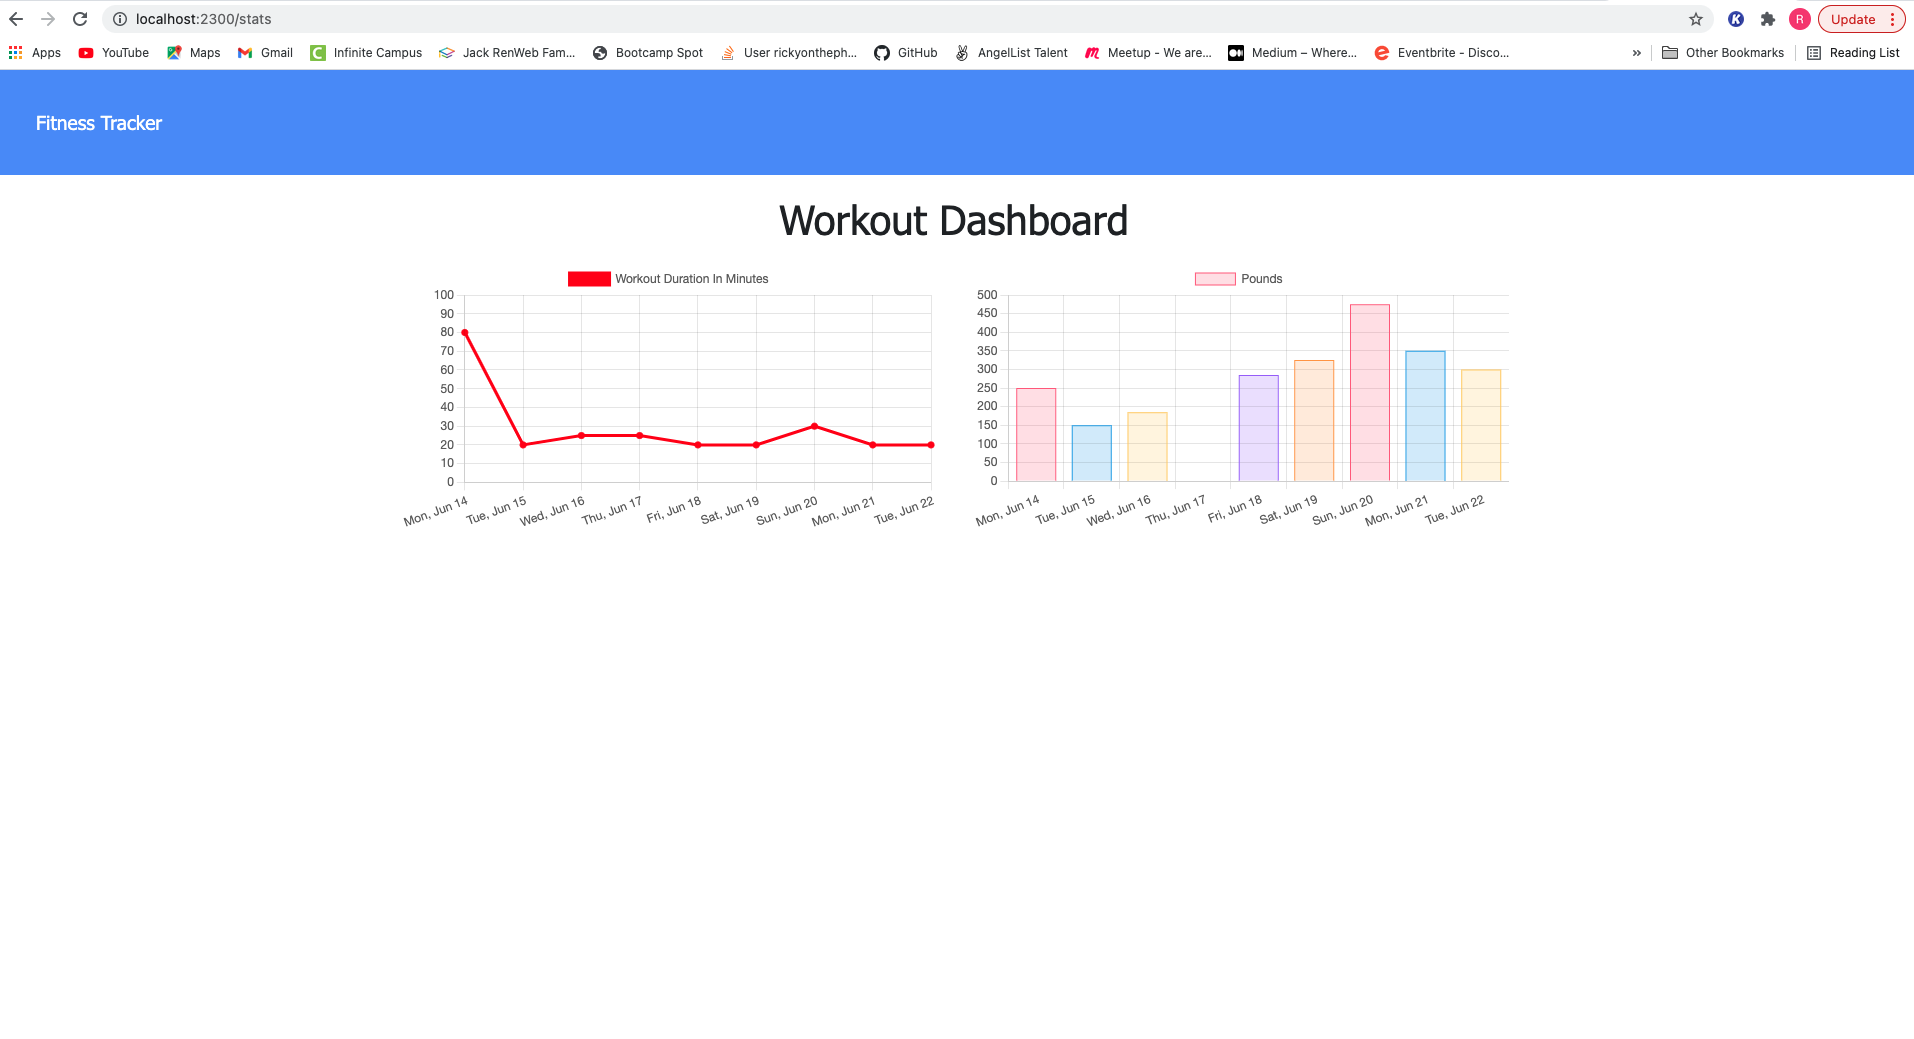 localhost:2300/stats
R
Update
Apps YouTube Maps Gmail Infinite Campus Jack RenWeb Fam... Bootcamp Spot User rickyontheph... GitHub AngelList Talent Meetup - We are... Medium – Where... Eventbrite - Disco... » Other Bookmarks Reading List
Fitness Tracker
Workout Dashboard
Workout Duration In Minutes
100
90
80
70
60
50
40
30
20
10
0
Mon, Jun 14 Tue, Jun 15 Wed, Jun 16 Thu, Jun 17 Fri, Jun 18 Sat, Jun 19 Sun, Jun 20 Mon, Jun 21 Tue, Jun 22
Pounds
500
450
400
350
300
250
200
150
100
50
0
Mon, Jun 14 Tue, Jun 15 Wed, Jun 16 Thu, Jun 17 Fri, Jun 18 Sat, Jun 19 Sun, Jun 20 Mon, Jun 21 Tue, Jun 22